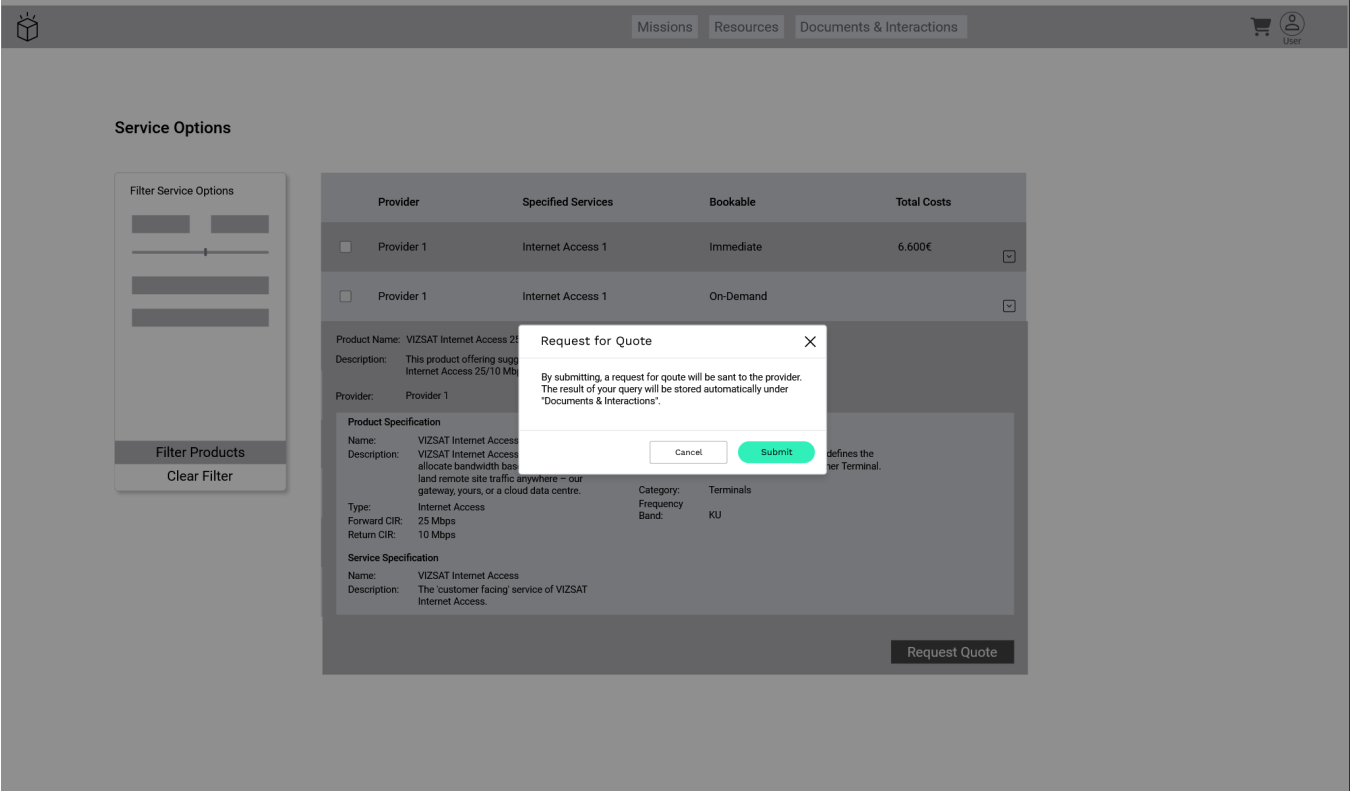 Missions Resources Documents & Interactions
User
Service Options
Filter Service Options
Filter Products
Clear Filter
Provider Specified Services Bookable Total Costs
Provider 1 Internet Access 1 Immediate 6.600€
Provider 1 Internet Access 1 On-Demand
Product Name: VIZSAT Internet Access
Description: This product offering
Internet Access 25/10
Provider: Provider 1
Request for Quote
By submitting, a request for qoute will be sant to the provider.
The result of your query will be stored automatically under
"Documents & Interactions".
Cancel Submit
Product Specification
Name: VIZSAT Internet Access
Description: VIZSAT Internet Access
allocate bandwidth
land remote site traffic anywhere – our
gateway, yours, or a cloud data centre.
Type: Internet Access
Forward CIR: 25 Mbps
Return CIR: 10 Mbps
defines the
Terminal.
Category: Terminals
Frequency
Band: KU
Service Specification
Name: VIZSAT Internet Access
Description: The 'customer facing' service of VIZSAT
Internet Access.
Request Quote